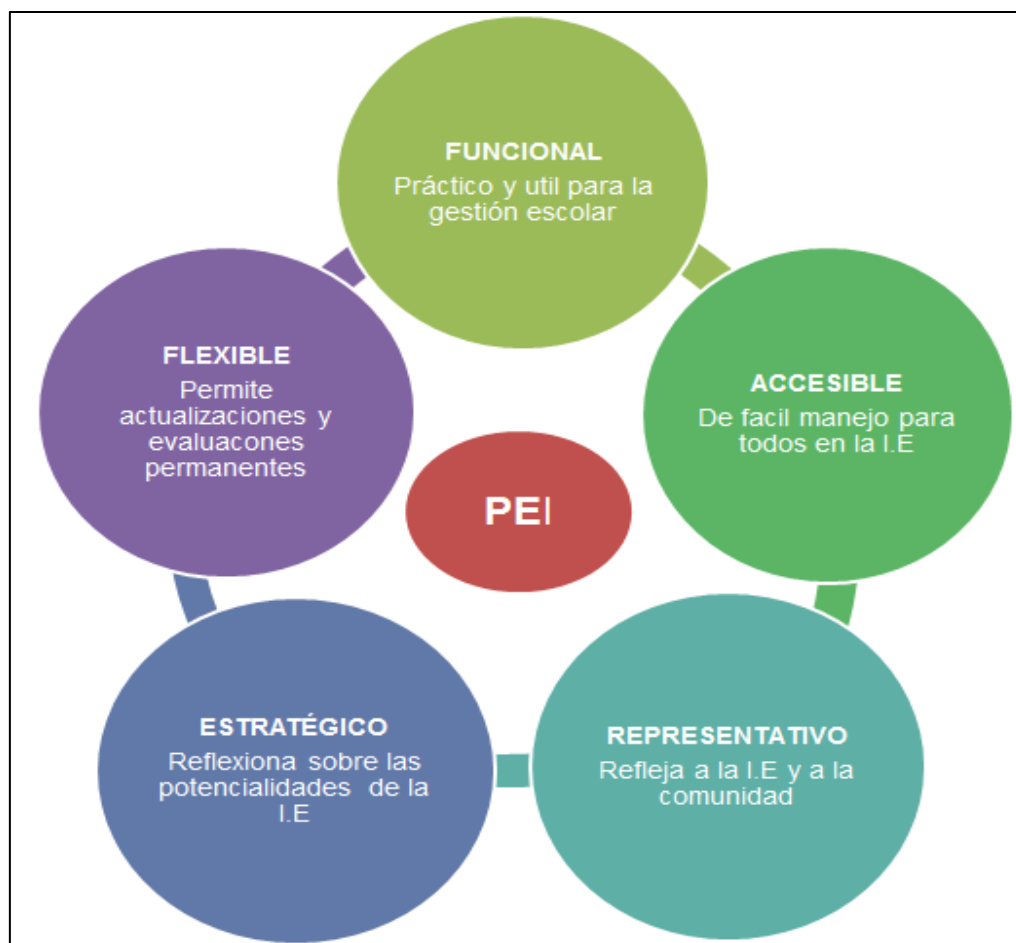 FUNCIONAL
Práctico y util para la
gestión escolar
ACCESIBLE
De facil manejo para
todos en la I.E
REPRESENTATIVO
Refleja a la I.E y a la
comunidad
ESTRATÉGICO
Reflexiona sobre las
potencialidades de la
I.E
FLEXIBLE
Permite
actualizaciones y
evaluacones
permanentes
PEI